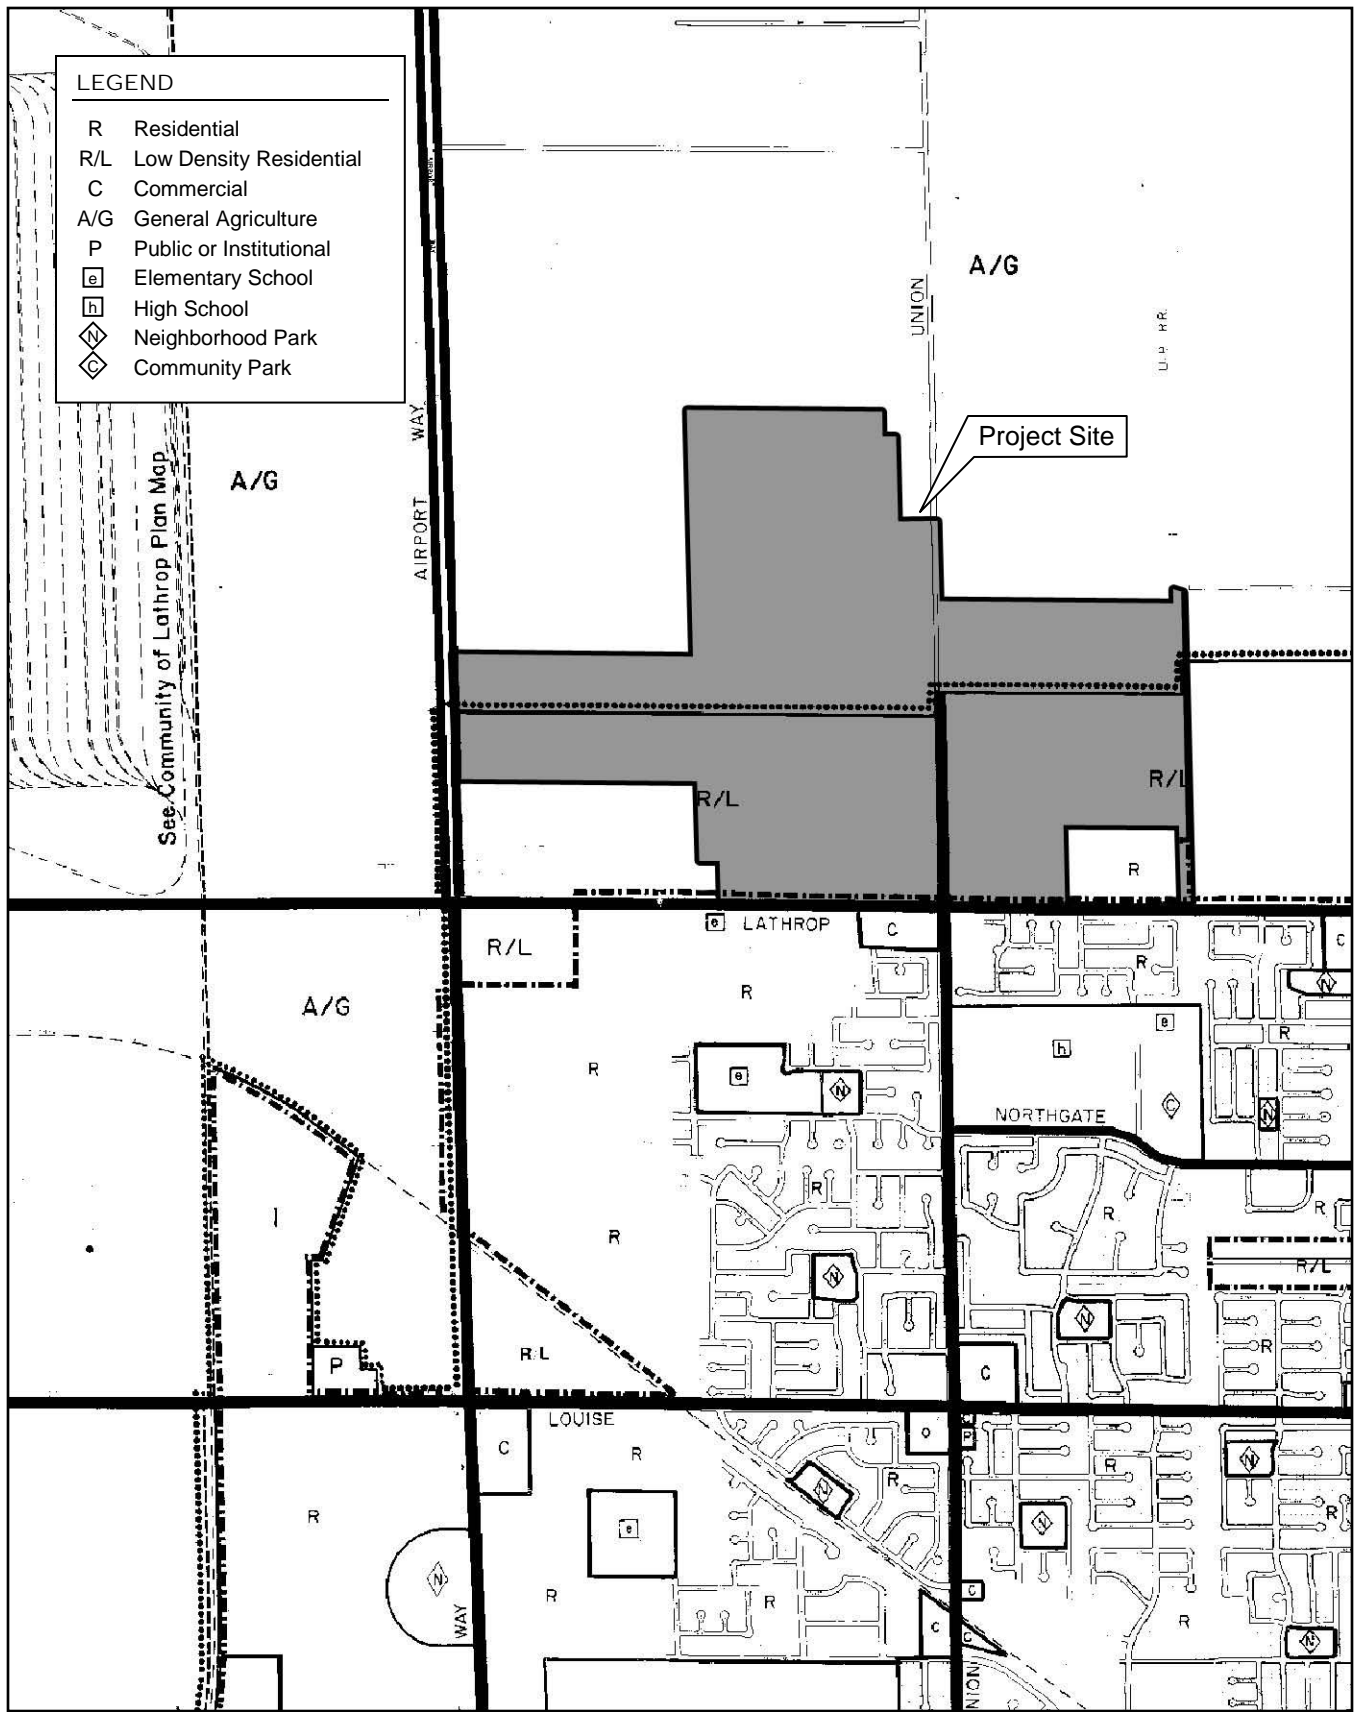 LEGEND
R Residential
R/L Low Density Residential
C Commercial
A/G General Agriculture
P Public or Institutional
e Elementary School
h High School
N Neighborhood Park
C Community Park
A/G
UNION
U.P. RR.
WAY
Project Site
A/G
See Community of Lathrop Plan Map
AIRPORT
R/L
R/L
R
e LATHROP
C
R/L
R
R
C
N
A/G
R
e
h
R
R
e
N
C
N
NORTHGATE
R
R
R
R
N
R/L
N
R
R L
P
C
LOUISE
C
R
P
R
R
N
N
R
R
e
N
R
N
R
R
C
WAY
C
C
R
N
UNION